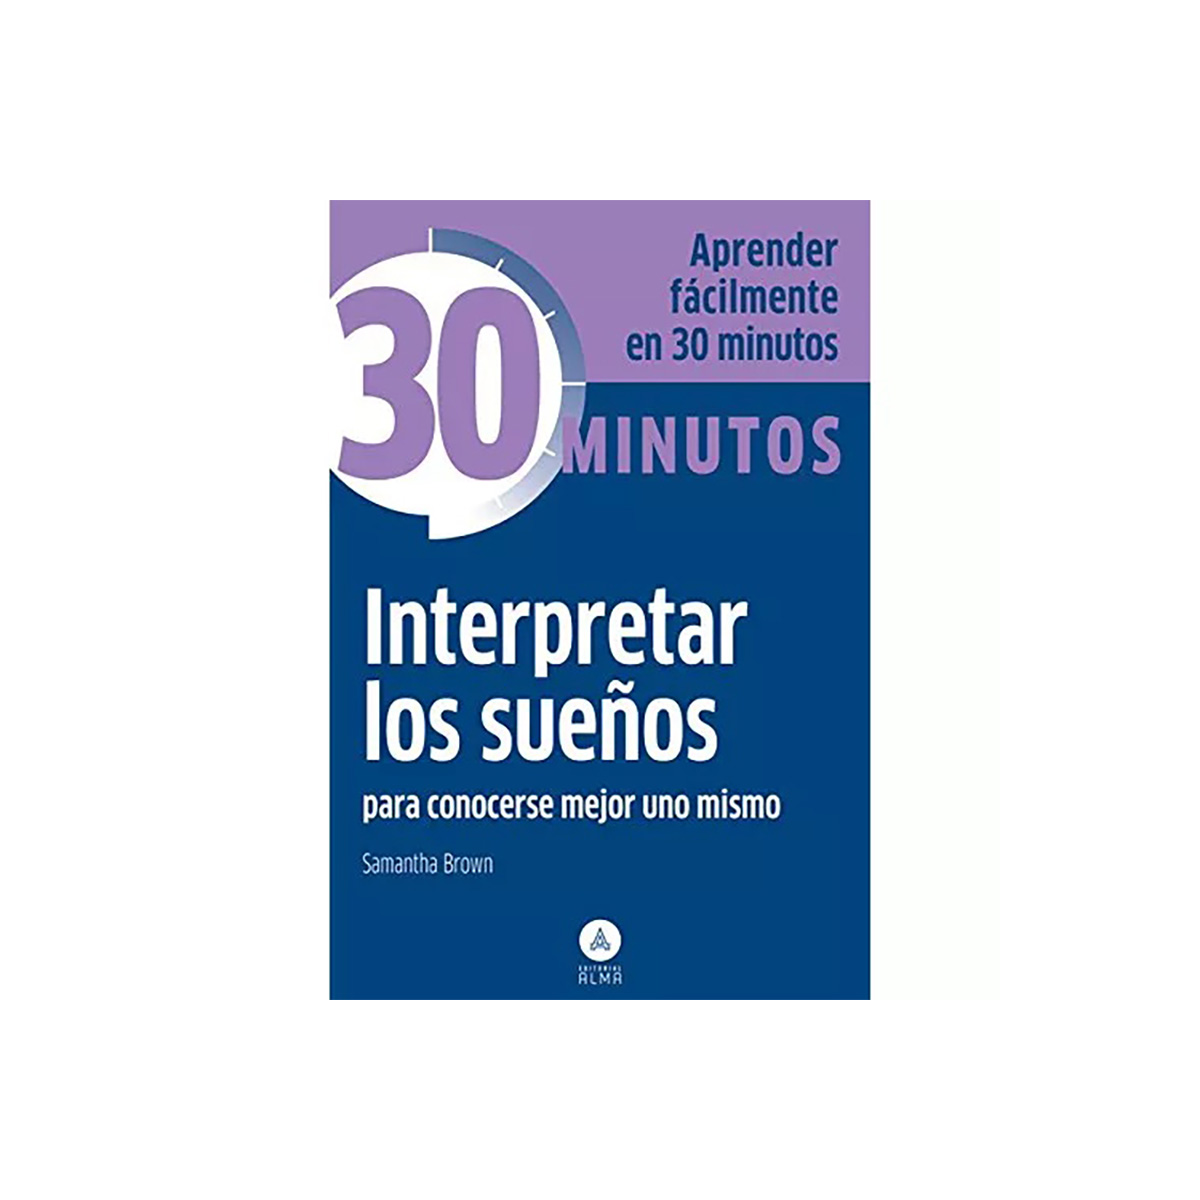 Aprender
fácilmente
en 30 minutos
30
MINUTOS
Interpretar
los sueños
para conocerse mejor uno mismo
Samantha Brown
EDITORIAL
ALMA